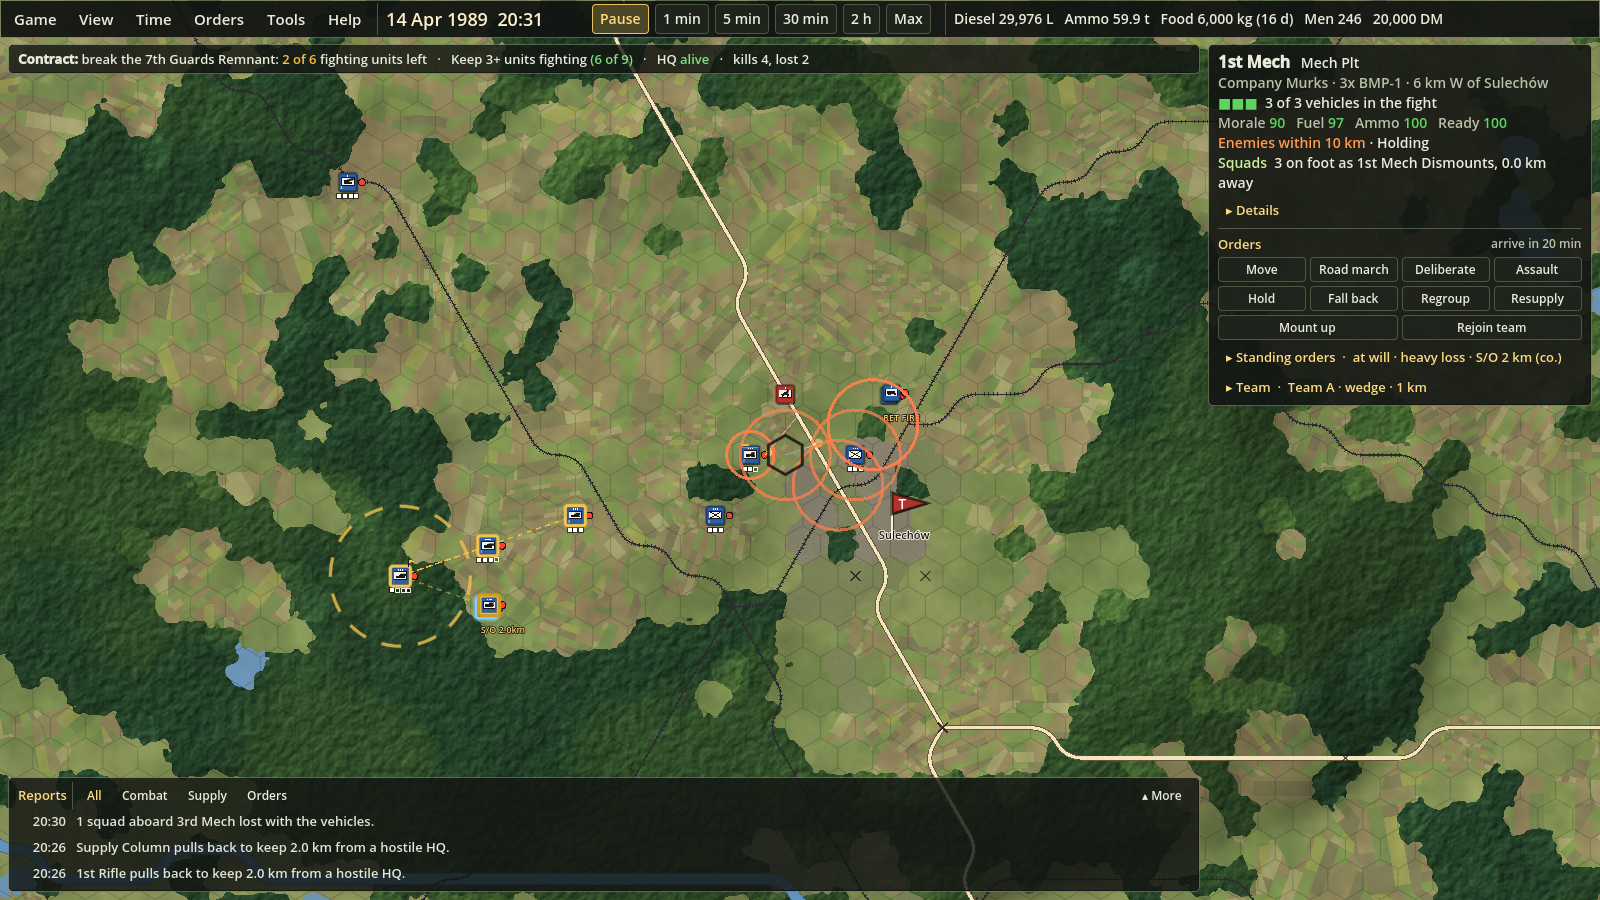 Game View Time Orders Tools Help 14 Apr 1989 20:31 Pause 1 min 5 min 30 min 2 h Max Diesel 29,976 L Ammo 59.9 t Food 6,000 kg (16 d) Men 246 20,000 DM
Contract: break the 7th Guards Remnant: 2 of 6 fighting units left · Keep 3+ units fighting (6 of 9) · HQ alive · kills 4, lost 2
1st Mech Mech Plt
Company Murks · 3x BMP-1 · 6 km W of Sulechów
3 of 3 vehicles in the fight
Morale 90 Fuel 97 Ammo 100 Ready 100
Enemies within 10 km · Holding
Squads 3 on foot as 1st Mech Dismounts, 0.0 km
away
▸ Details
Orders arrive in 20 min
Move Road march Deliberate Assault
Hold Fall back Regroup Resupply
Mount up Rejoin team
▸ Standing orders · at will · heavy loss · S/O 2 km (co.)
▸ Team · Team A · wedge · 1 km
RET FIR
T
Sulechów
S/O 2.0km
Reports All Combat Supply Orders ▴ More
20:30 1 squad aboard 3rd Mech lost with the vehicles.
20:26 Supply Column pulls back to keep 2.0 km from a hostile HQ.
20:26 1st Rifle pulls back to keep 2.0 km from a hostile HQ.